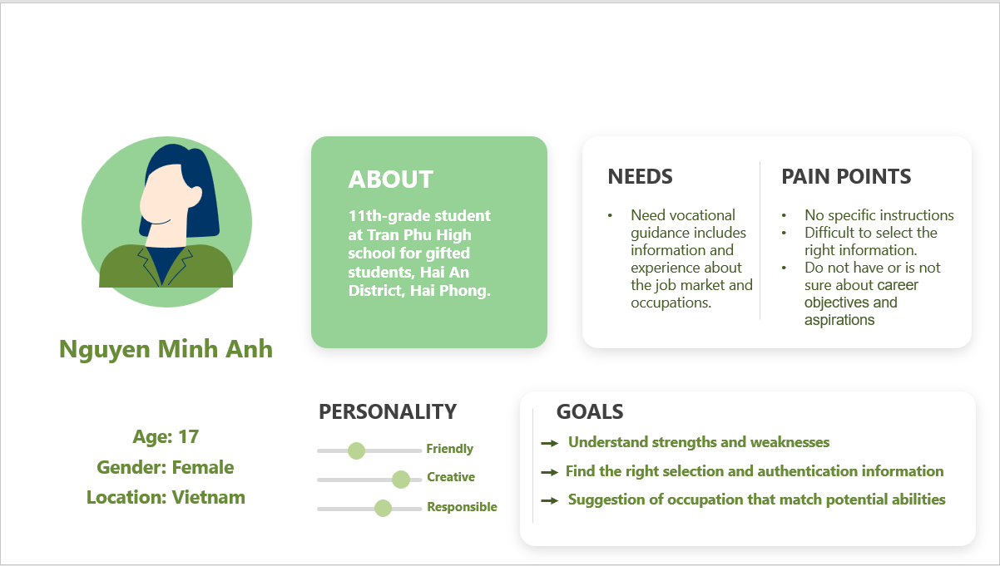 Nguyen Minh Anh
Age: 17
Gender: Female
Location: Vietnam
ABOUT
11th-grade student
at Tran Phu High
school for gifted
students, Hai An
District, Hai Phong.
NEEDS
• Need vocational
guidance includes
information and
experience about
the job market and
occupations.
PAIN POINTS
• No specific instructions
• Difficult to select the
right information.
• Do not have or is not
sure about career
objectives and
aspirations
PERSONALITY
Friendly
Creative
Responsible
GOALS
Understand strengths and weaknesses
Find the right selection and authentication information
Suggestion of occupation that match potential abilities